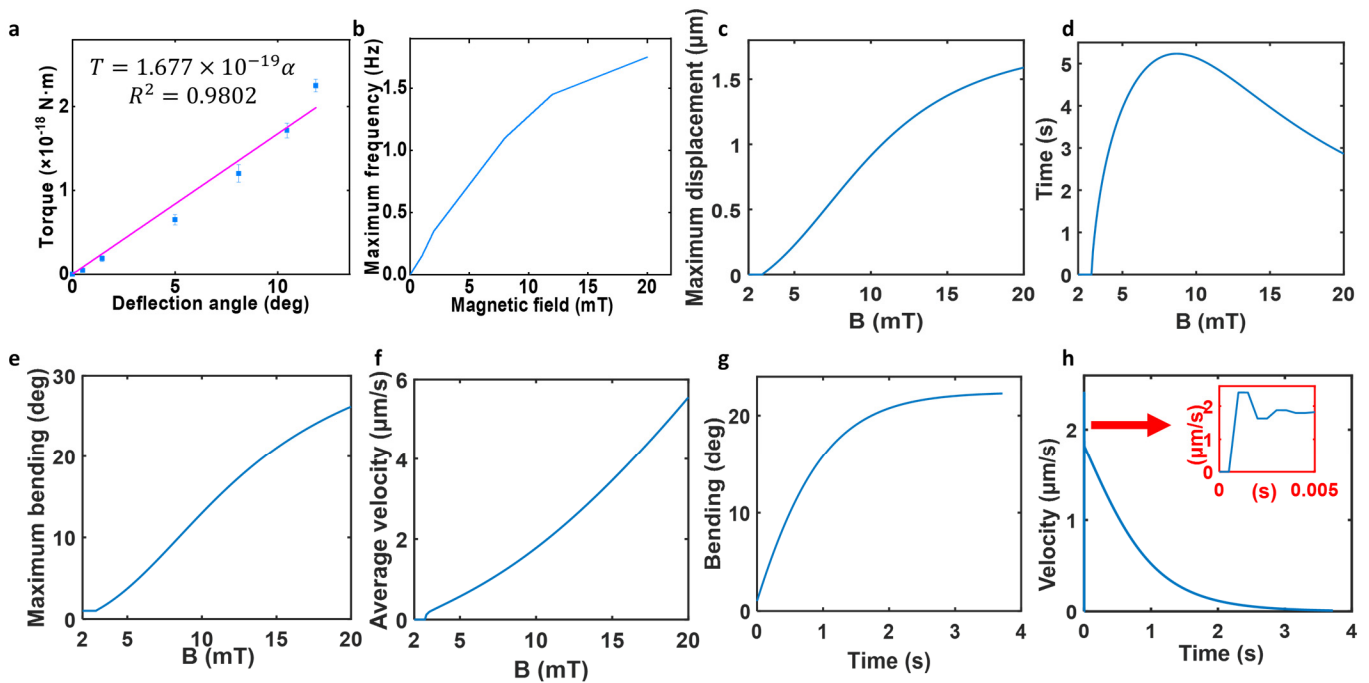 a
T = 1.677 × 10⁻¹⁹α
R² = 0.9802
Torque (×10⁻¹⁸ N·m)
2
1
0
0
5
10
Deflection angle (deg)
b
Maximum frequency (Hz)
1.5
1.0
0.5
0.0
0
5
10
15
20
Magnetic field (mT)
c
Maximum displacement (µm)
1.5
1
0.5
0
2
5
10
15
20
B (mT)
d
Time (s)
5
4
3
2
1
0
2
5
10
15
20
B (mT)
e
Maximum bending (deg)
30
20
10
0
2
5
10
15
20
B (mT)
f
Average velocity (µm/s)
6
4
2
0
2
5
10
15
20
B (mT)
g
Bending (deg)
20
10
0
0
1
2
3
4
Time (s)
h
Velocity (µm/s)
2
1
0
0
1
2
3
4
Time (s)
(µm/s)
2
1
0
0
(s)
0.005